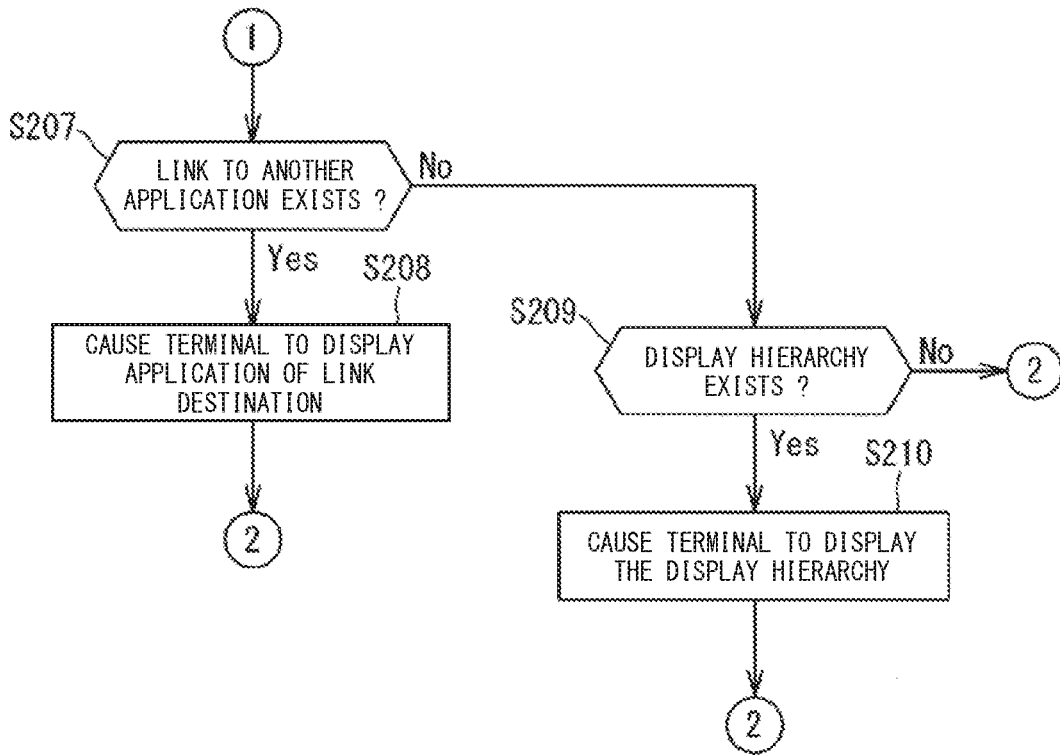 1
S207
LINK TO ANOTHER
APPLICATION EXISTS ?
No
Yes
S208
CAUSE TERMINAL TO DISPLAY
APPLICATION OF LINK
DESTINATION
2
S209
DISPLAY HIERARCHY
EXISTS ?
No
2
Yes
S210
CAUSE TERMINAL TO DISPLAY
THE DISPLAY HIERARCHY
2